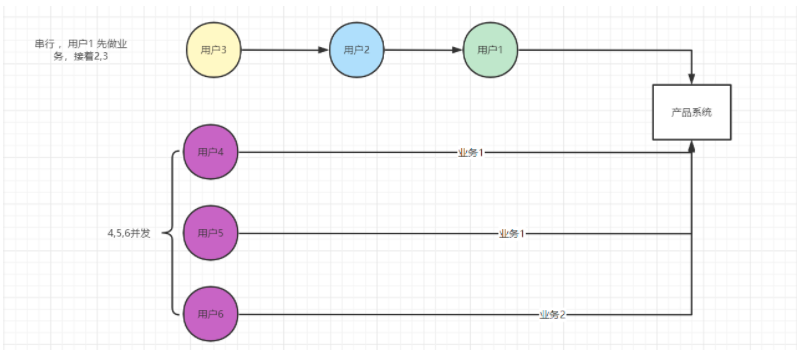 串行，用户1 先做业
务，接着2,3
用户3
用户2
用户1
产品系统
用户4
业务1
4,5,6并发
用户5
业务1
用户6
业务2